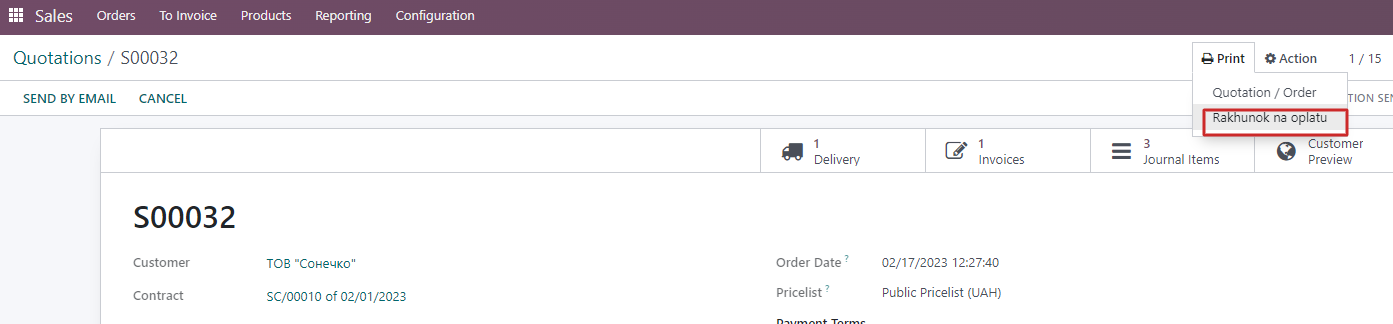 Sales Orders To Invoice Products Reporting Configuration
Quotations / S00032
Print Action 1 / 15
SEND BY EMAIL CANCEL
Quotation / Order
Rakhunok na oplatu
1 Delivery
1 Invoices
3 Journal Items
Customer Preview
S00032
Customer ТОВ "Сонечко"
Order Date ? 02/17/2023 12:27:40
Contract SC/00010 of 02/01/2023
Pricelist ? Public Pricelist (UAH)
Payment Terms